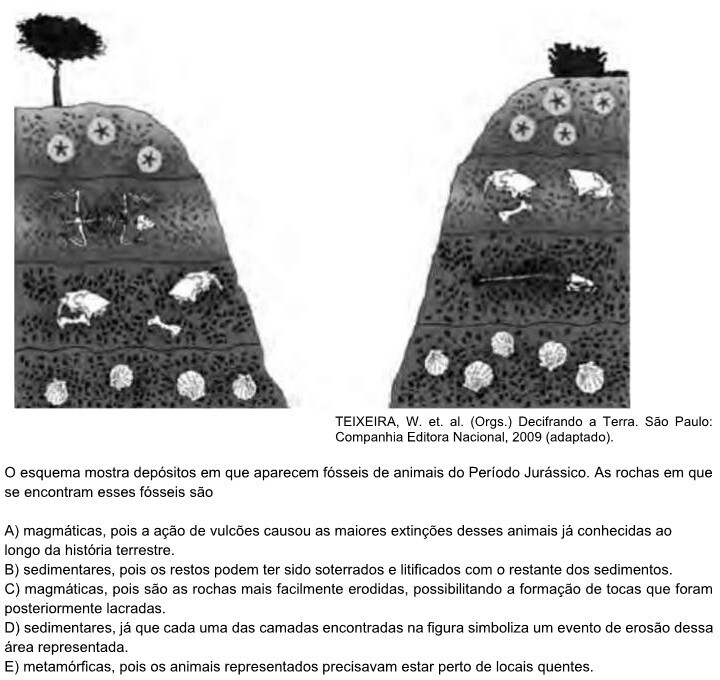 TEIXEIRA, W. et. al. (Orgs.) Decifrando a Terra. São Paulo:
Companhia Editora Nacional, 2009 (adaptado).
O esquema mostra depósitos em que aparecem fósseis de animais do Período Jurássico. As rochas em que
se encontram esses fósseis são
A) magmáticas, pois a ação de vulcões causou as maiores extinções desses animais já conhecidas ao
longo da história terrestre.
B) sedimentares, pois os restos podem ter sido soterrados e litificados com o restante dos sedimentos.
C) magmáticas, pois são as rochas mais facilmente erodidas, possibilitando a formação de tocas que foram
posteriormente lacradas.
D) sedimentares, já que cada uma das camadas encontradas na figura simboliza um evento de erosão dessa
área representada.
E) metamórficas, pois os animais representados precisavam estar perto de locais quentes.